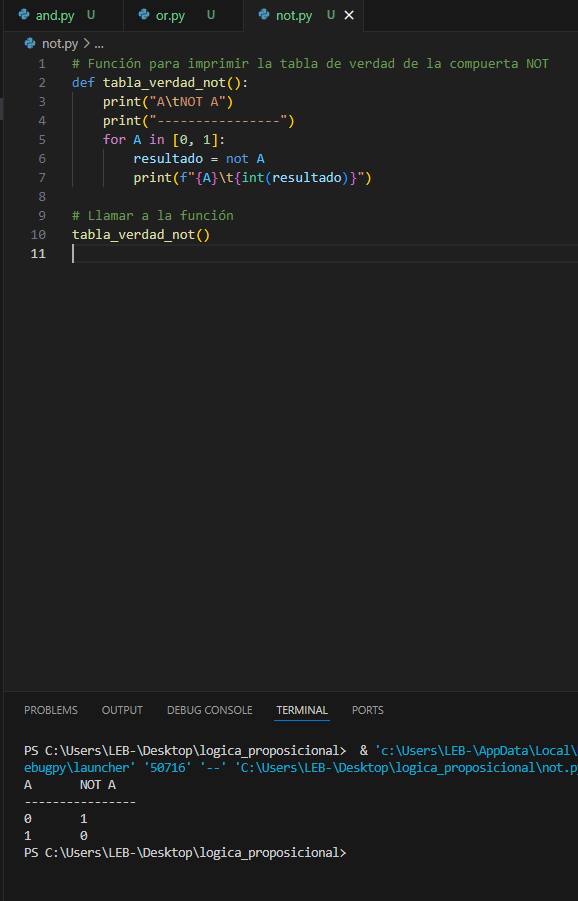 and.py U or.py U not.py U
not.py > ...
1 # Función para imprimir la tabla de verdad de la compuerta NOT
2 def tabla_verdad_not():
3 print("A\tNOT A")
4 print("----------------")
5 for A in [0, 1]:
6 resultado = not A
7 print(f"{A}\t{int(resultado)}")
8
9 # Llamar a la función
10 tabla_verdad_not()
11
PROBLEMS OUTPUT DEBUG CONSOLE TERMINAL PORTS
PS C:\Users\LEB-\Desktop\logica_proposicional> & 'c:\Users\LEB-\AppData\Local\
ebugpy\launcher' '50716' '--' 'C:\Users\LEB-\Desktop\logica_proposicional\not.p
A NOT A
----------------
0 1
1 0
PS C:\Users\LEB-\Desktop\logica_proposicional>